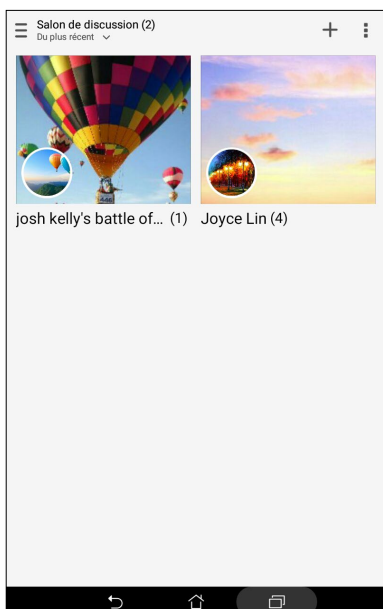 Salon de discussion (2)
Du plus récent
josh kelly's battle of... (1)
Joyce Lin (4)